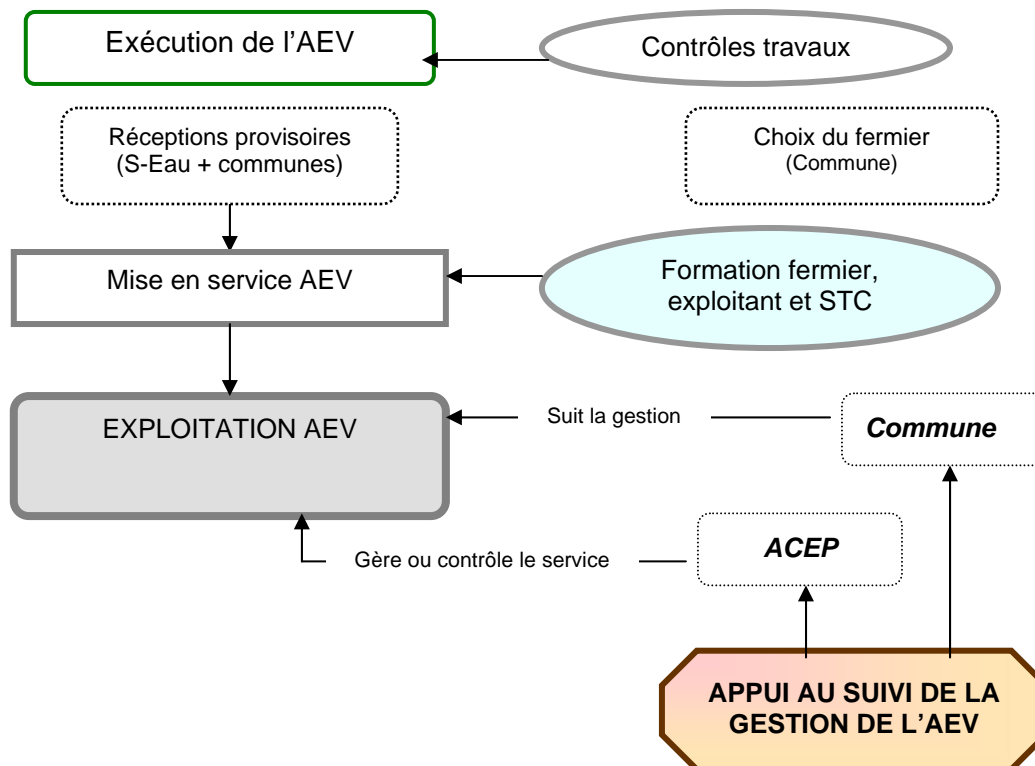 Exécution de l’AEV
Contrôles travaux
Réceptions provisoires
(S-Eau + communes)
Choix du fermier
(Commune)
Mise en service AEV
Formation fermier,
exploitant et STC
EXPLOITATION AEV
Suit la gestion
Commune
Gère ou contrôle le service
ACEP
APPUI AU SUIVI DE LA
GESTION DE L’AEV